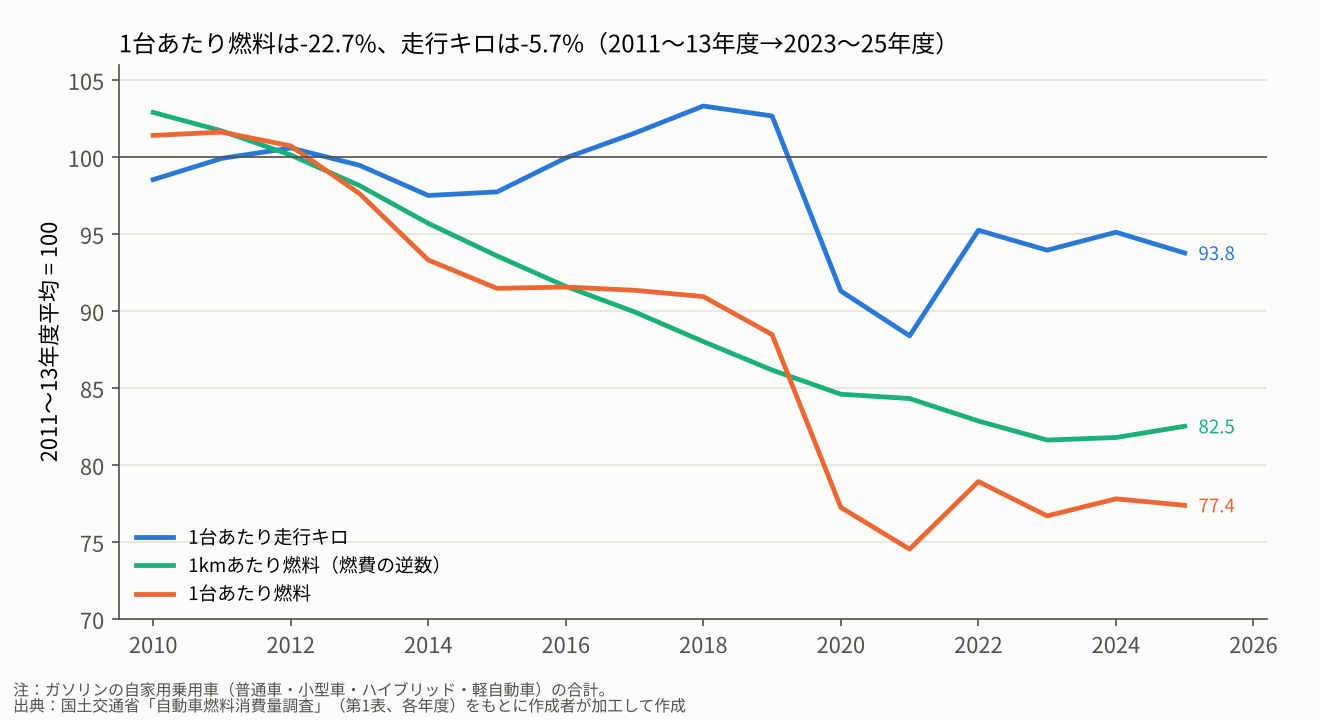 1台あたり燃料は-22.7%、走行キロは-5.7%（2011〜13年度→2023〜25年度）
2011〜13年度平均 = 100
105
100
95
90
85
80
75
70
93.8
82.5
77.4
1台あたり走行キロ
1kmあたり燃料（燃費の逆数）
1台あたり燃料
2010
2012
2014
2016
2018
2020
2022
2024
2026
注：ガソリンの自家用乗用車（普通車・小型車・ハイブリッド・軽自動車）の合計。
出典：国土交通省「自動車燃料消費量調査」（第1表、各年度）をもとに作成者が加工して作成